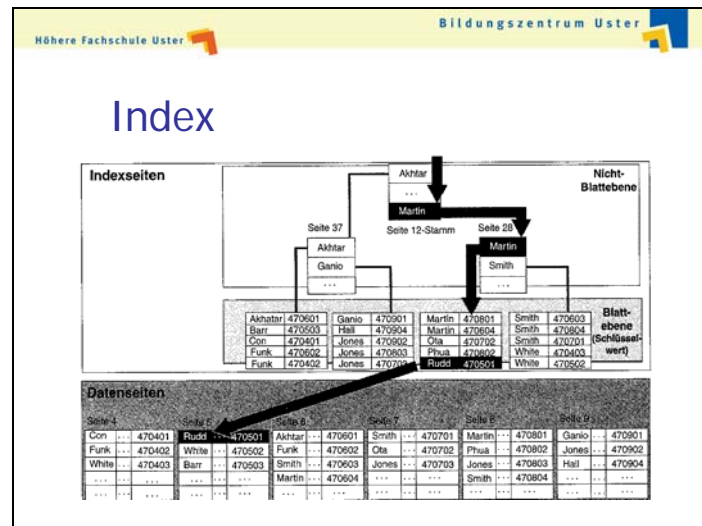 Bildungszentrum Uster
Höhere Fachschule Uster
Index
Indexseiten
Nicht-
Blattebene
Akhtar
...
Martin
Seite 37
Seite 12-Stamm
Seite 28
Akhtar
Ganio
...
Martin
Smith
...
Blatt-
ebene
(Schlüssel-
wert)
Akhatar 470601
Barr 470503
Con 470401
Funk 470602
Funk 470402
Ganio 470901
Hall 470904
Jones 470902
Jones 470803
Jones 470703
Martin 470801
Martin 470604
Ota 470702
Phua 470802
Rudd 470501
Smith 470603
Smith 470804
Smith 470701
White 470403
White 470502
Datenseiten
Seite 4
Con ... 470401
Funk ... 470402
White ... 470403
... ... ...
... ... ...
Seite 5
Rudd ... 470501
White ... 470502
Barr ... 470503
... ... ...
... ... ...
Seite 6
Akhtar ... 470601
Funk ... 470602
Smith ... 470603
Martin ... 470604
... ... ...
Seite 7
Smith ... 470701
Ota ... 470702
Jones ... 470703
... ... ...
... ... ...
Seite 8
Martin ... 470801
Phua ... 470802
Jones ... 470803
Smith ... 470804
... ... ...
Seite 9
Ganio ... 470901
Jones ... 470902
Hall ... 470904
... ... ...
... ... ...